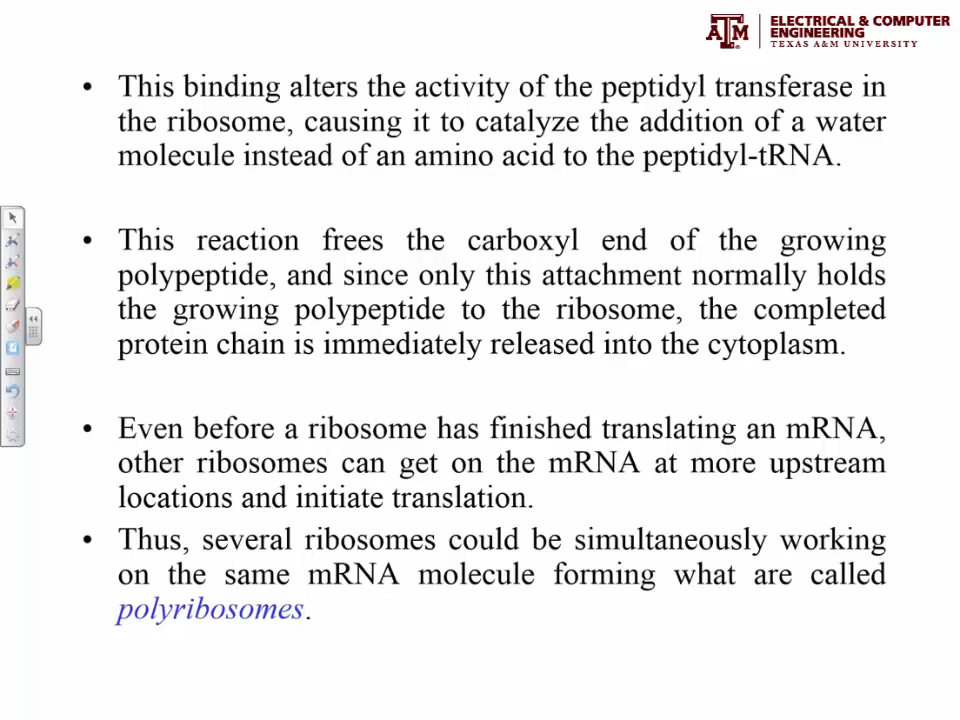 ELECTRICAL & COMPUTER
ENGINEERING
TEXAS A&M UNIVERSITY
• This binding alters the activity of the peptidyl transferase in
the ribosome, causing it to catalyze the addition of a water
molecule instead of an amino acid to the peptidyl-tRNA.
• This reaction frees the carboxyl end of the growing
polypeptide, and since only this attachment normally holds
the growing polypeptide to the ribosome, the completed
protein chain is immediately released into the cytoplasm.
• Even before a ribosome has finished translating an mRNA,
other ribosomes can get on the mRNA at more upstream
locations and initiate translation.
• Thus, several ribosomes could be simultaneously working
on the same mRNA molecule forming what are called
polyribosomes.